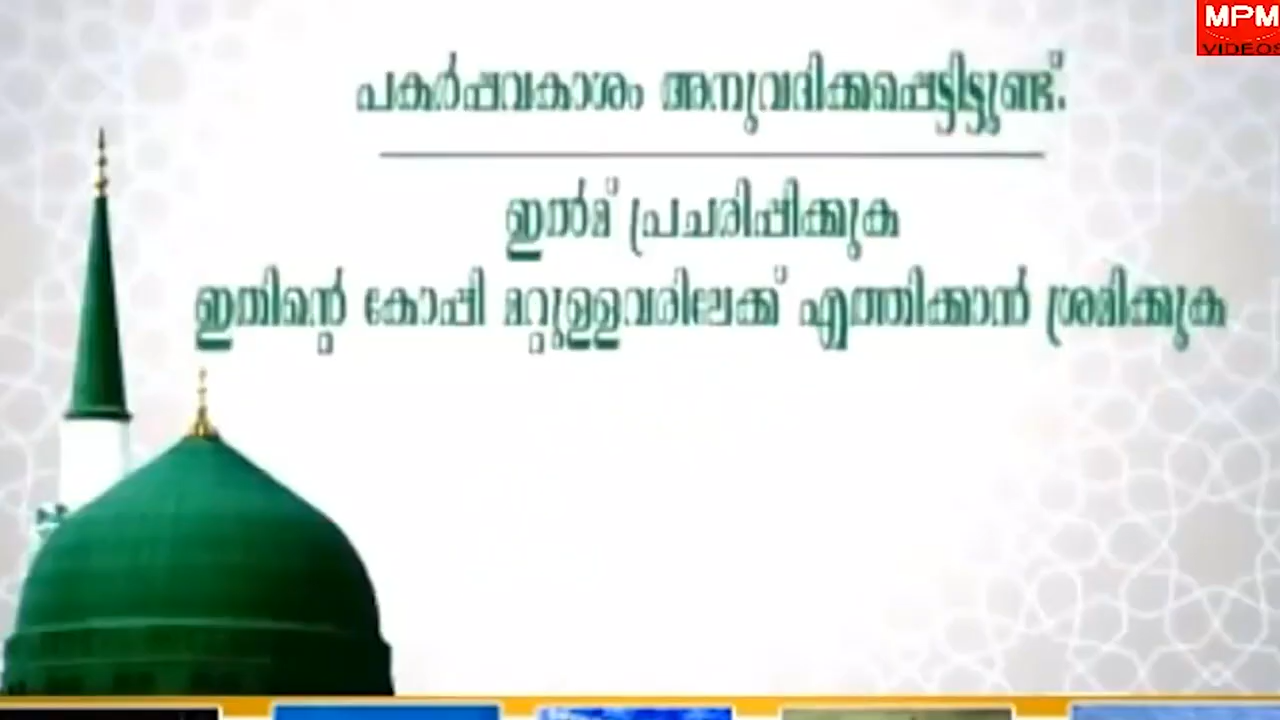 MPM
VIDEOS
പകർപ്പവകാശം അനുവദിക്കപ്പെട്ടിട്ടുണ്ട്.
ഇൽമ് പ്രചരിപ്പിക്കുക
ഇതിന്റെ കോപ്പി മറ്റുള്ളവരിലേക്ക് എത്തിക്കാൻ ശ്രമിക്കുക